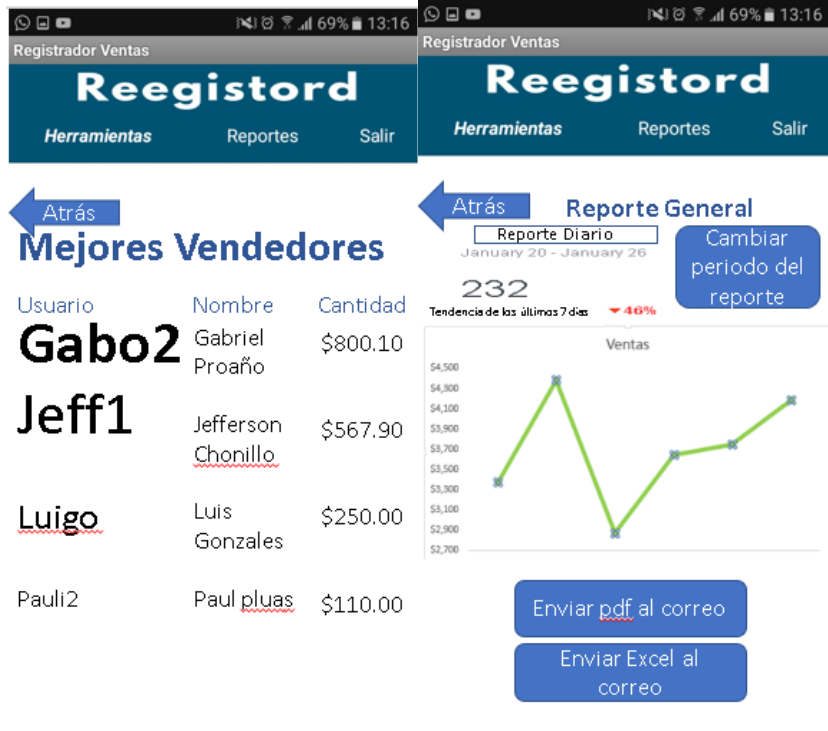 69% 13:16
Registrador Ventas
Reegistord
Herramientas Reportes Salir
Atrás
Mejores Vendedores
Usuario Nombre Cantidad
Gabo2 Gabriel Proaño $800.10
Jeff1 Jefferson Chonillo $567.90
Luigo Luis Gonzales $250.00
Pauli2 Paul pluas $110.00
69% 13:16
Registrador Ventas
Reegistord
Herramientas Reportes Salir
Atrás
Reporte General
Reporte Diario
January 20 - January 26
Cambiar
periodo del
reporte
232
Tendencia de los últimos 7 días 46%
Ventas
$4,500
$4,300
$4,100
$3,900
$3,700
$3,500
$3,300
$3,100
$2,900
$2,700
Enviar pdf al correo
Enviar Excel al
correo